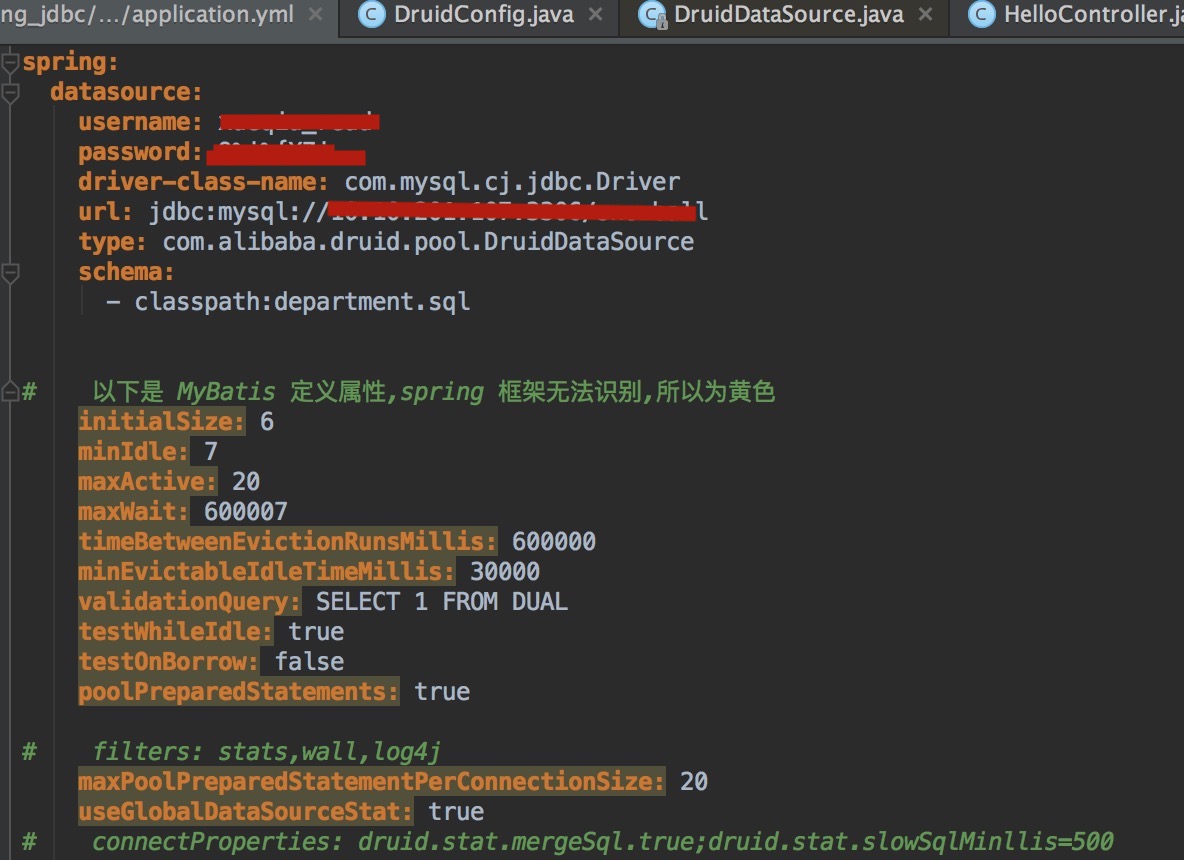 ng_jdbc/.../application.yml × DruidConfig.java × DruidDataSource.java × HelloController.ja
spring:
datasource:
username:
password:
driver-class-name: com.mysql.cj.jdbc.Driver
url: jdbc:mysql://
type: com.alibaba.druid.pool.DruidDataSource
schema:
- classpath:department.sql
# 以下是 MyBatis 定义属性,spring 框架无法识别,所以为黄色
initialSize: 6
minIdle: 7
maxActive: 20
maxWait: 600007
timeBetweenEvictionRunsMillis: 600000
minEvictableIdleTimeMillis: 30000
validationQuery: SELECT 1 FROM DUAL
testWhileIdle: true
testOnBorrow: false
poolPreparedStatements: true
# filters: stats,wall,log4j
maxPoolPreparedStatementPerConnectionSize: 20
useGlobalDataSourceStat: true
# connectProperties: druid.stat.mergeSql.true;druid.stat.slowSqlMinllis=500